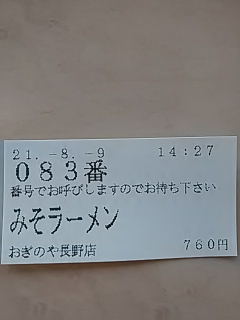 21.-8.-9 14:27
083番
番号でお呼びしますのでお待ち下さい
みそラーメン
おぎのや長野店 760円